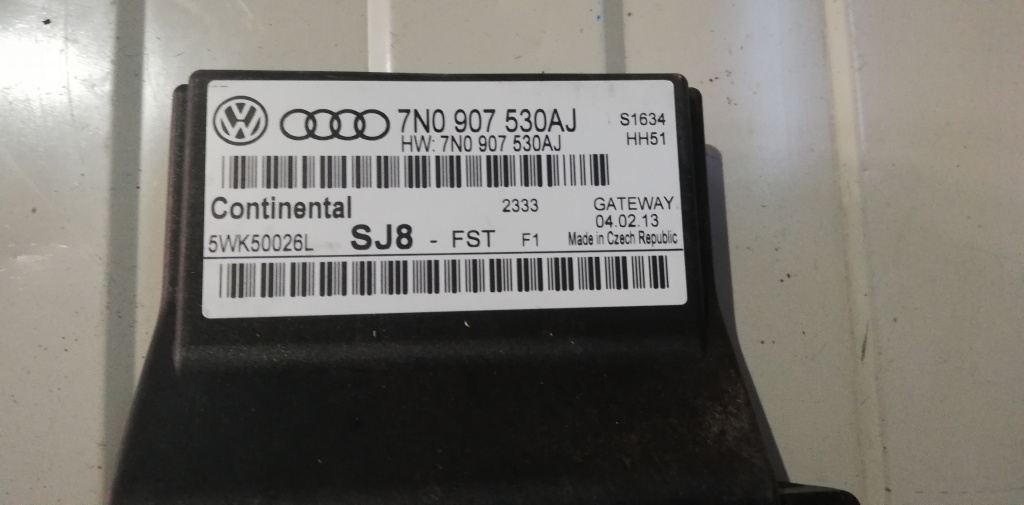 7N0 907 530AJ S1634
HW: 7N0 907 530AJ HH51
Continental 2333 GATEWAY
04.02.13
5WK50026L SJ8 - FST F1 Made in Czech Republic